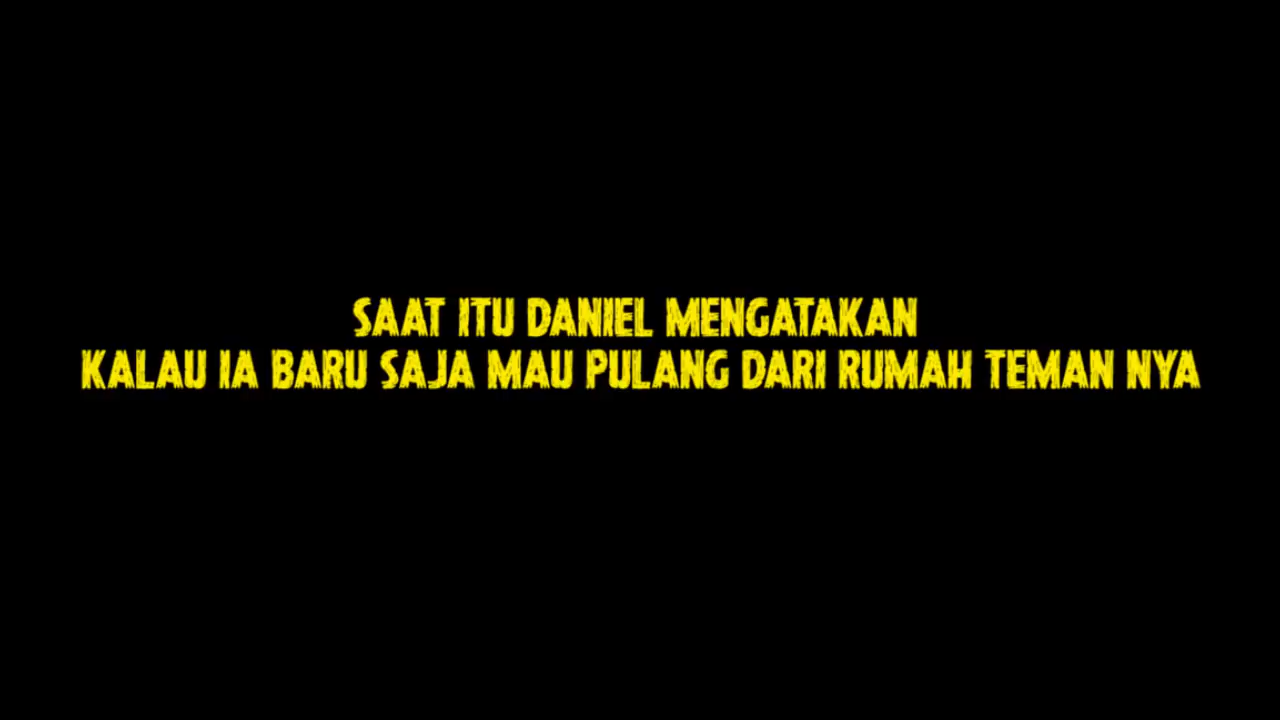 SAAT ITU DANIEL MENGATAKAN
KALAU IA BARU SAJA MAU PULANG DARI RUMAH TEMAN NYA